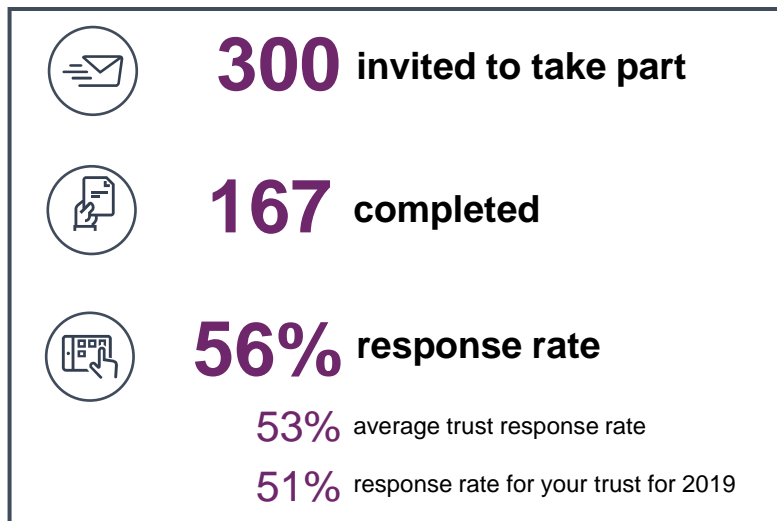 300 invited to take part
167 completed
56% response rate
53% average trust response rate
51% response rate for your trust for 2019